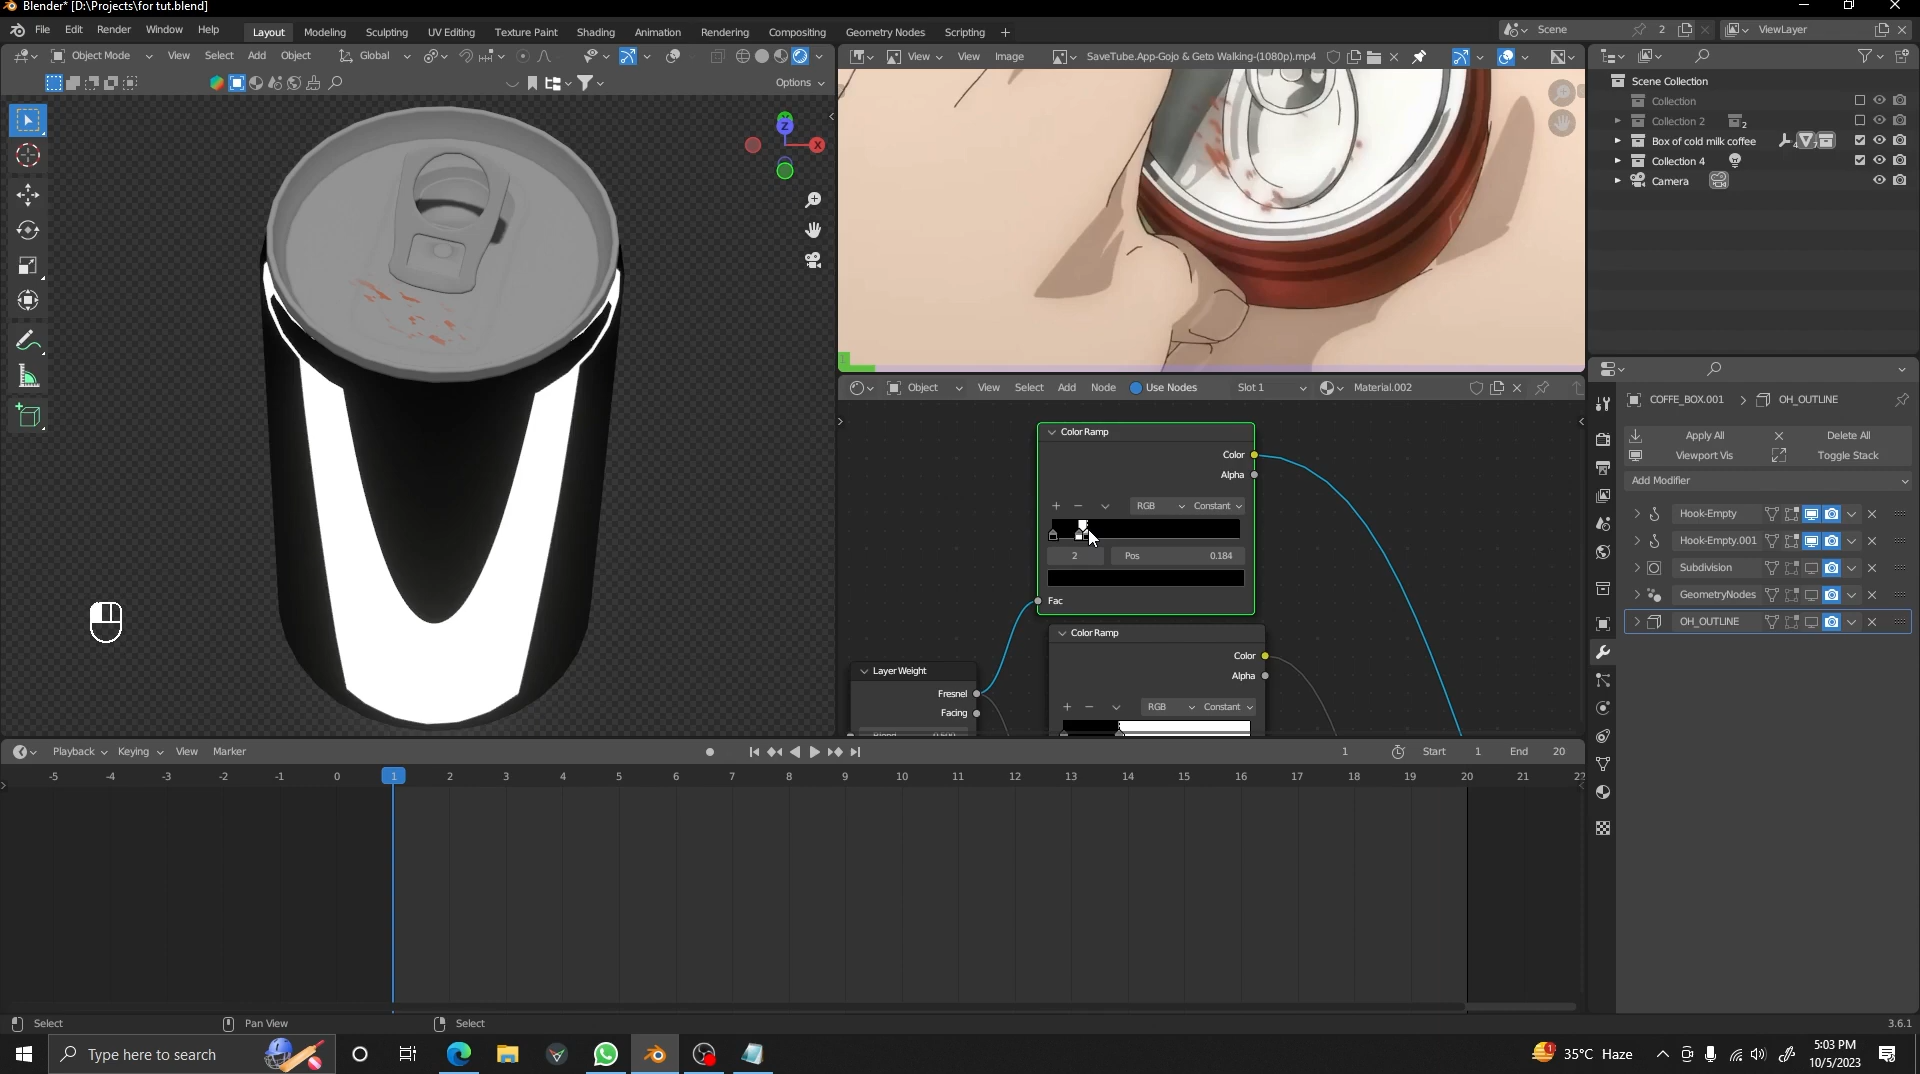 Blender* [D:\Projects\for tut.blend]
File Edit Render Window Help Layout Modeling Sculpting UV Editing Texture Paint Shading Animation Rendering Compositing Geometry Nodes Scripting + Scene 2 ViewLayer
Object Mode View Select Add Object Global View View Image SaveTube.App-Gojo & Geto Walking-(1080p).mp4
Options
Z
X
Scene Collection
Collection
Collection 2 2
Box of cold milk coffee
Collection 4
Camera
Object View Select Add Node Use Nodes Slot 1 Material.002
COFFE_BOX.001 > OH_OUTLINE
Apply All Delete All
Viewport Vis Toggle Stack
Add Modifier
Hook-Empty
Hook-Empty.001
Subdivision
GeometryNodes
OH_OUTLINE
Color Ramp
Color
Alpha
RGB Constant
2 Pos 0.184
Fac
Color Ramp
Color
Alpha
RGB Constant
Layer Weight
Fresnel
Facing
Playback Keying View Marker 1 Start 1 End 20
-5 -4 -3 -2 -1 0 1 2 3 4 5 6 7 8 9 10 11 12 13 14 15 16 17 18 19 20 21
Select Pan View Select 3.6.1
Type here to search 1 35°C Haze 5:03 PM
10/5/2023